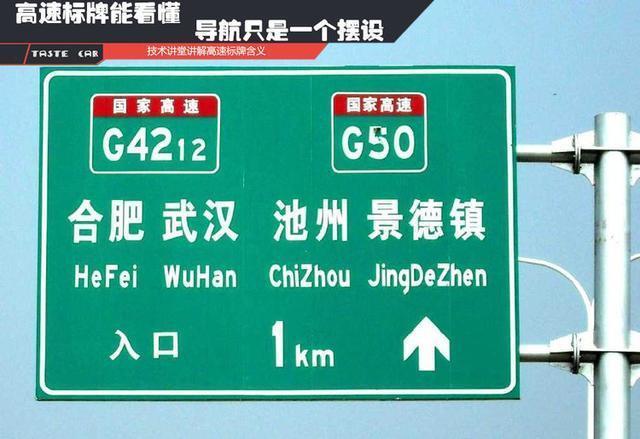 高速标牌能看懂
导航只是一个摆设
TASTE CAR
技术讲堂讲解高速标牌含义
国家高速 国家高速
G4212 G50
合肥 武汉 池州 景德镇
HeFei WuHan ChiZhou JingDeZhen
入口 1km